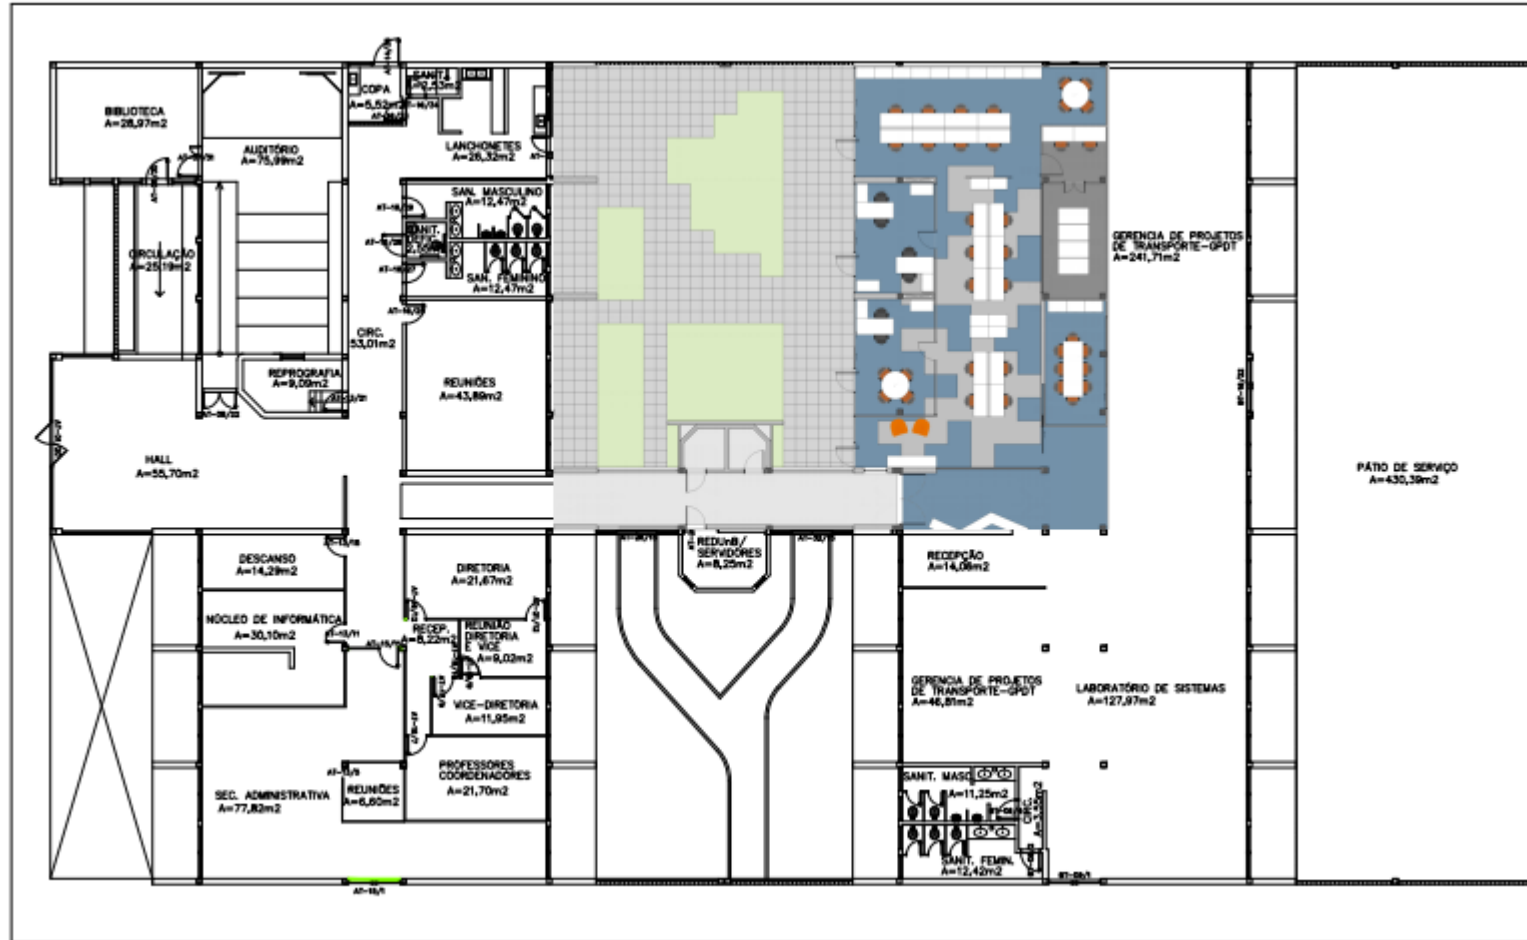 BIBLIOTECA
A=28,97m2
AUDITÓRIO
A=75,99m2
COPA
A=5,52m2
SANIT.
LANCHONETES
A=26,32m2
SAN. MASCULINO
A=12,47m2
SANIT.
SAN. FEMININO
A=12,47m2
CIRCULAÇÃO
A=25,19m2
CIRC.
53,01m2
REUNIÕES
A=43,89m2
REPROGRAFIA
A=9,09m2
HALL
A=55,70m2
GERENCIA DE PROJETOS
DE TRANSPORTE-GPDT
A=241,71m2
PÁTIO DE SERVIÇO
A=430,39m2
DESCANSO
A=14,29m2
DIRETORIA
A=21,67m2
REDUnB/
SERVIDORES
A=8,25m2
RECEPÇÃO
A=14,06m2
NÚCLEO DE INFORMÁTICA
A=30,10m2
RECEP.
A=8,22m2
REUNIÃO
DIRETORIA
E VICE
A=9,02m2
VICE-DIRETORIA
A=11,95m2
GERENCIA DE PROJETOS
DE TRANSPORTE-GPDT
A=46,81m2
LABORATÓRIO DE SISTEMAS
A=127,97m2
SEC. ADMINISTRATIVA
A=77,82m2
REUNIÕES
A=6,60m2
PROFESSORES
COORDENADORES
A=21,70m2
SANIT. MASC.
A=11,25m2
CIRC.
SANIT. FEMIN.
A=12,42m2